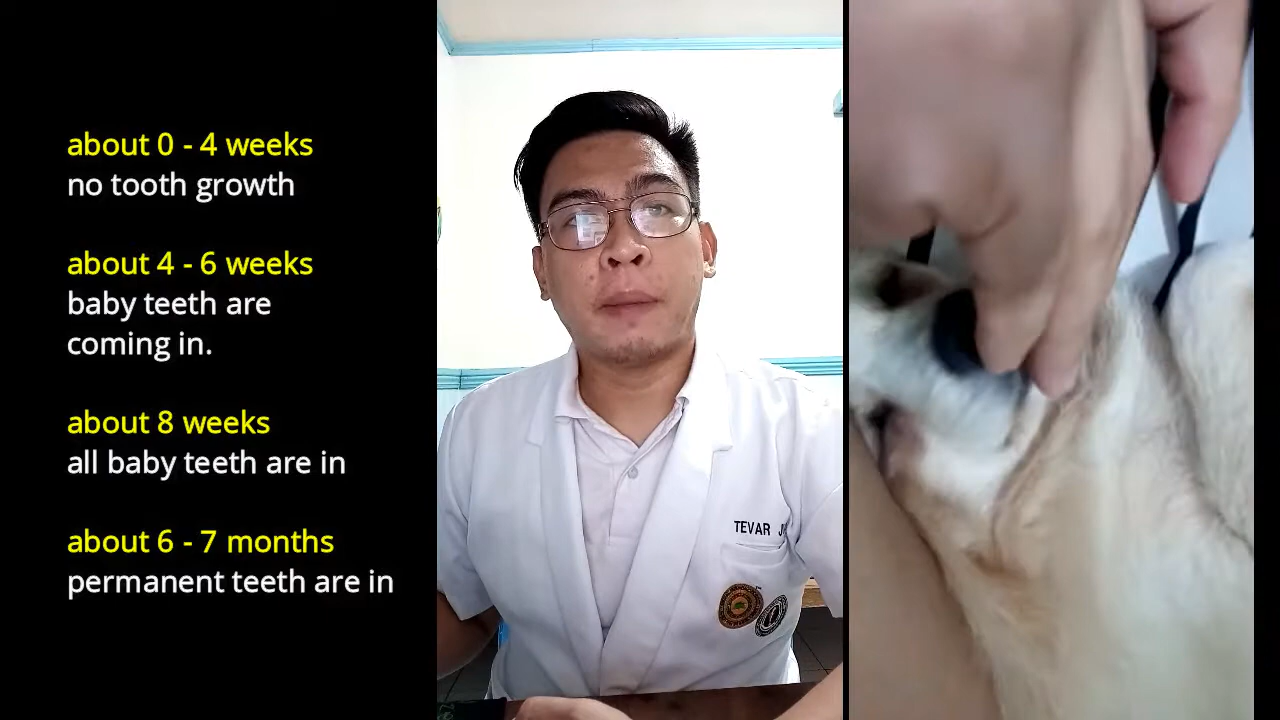 about 0 - 4 weeks
no tooth growth
about 4 - 6 weeks
baby teeth are
coming in.
about 8 weeks
all baby teeth are in
about 6 - 7 months
permanent teeth are in
TEVAR